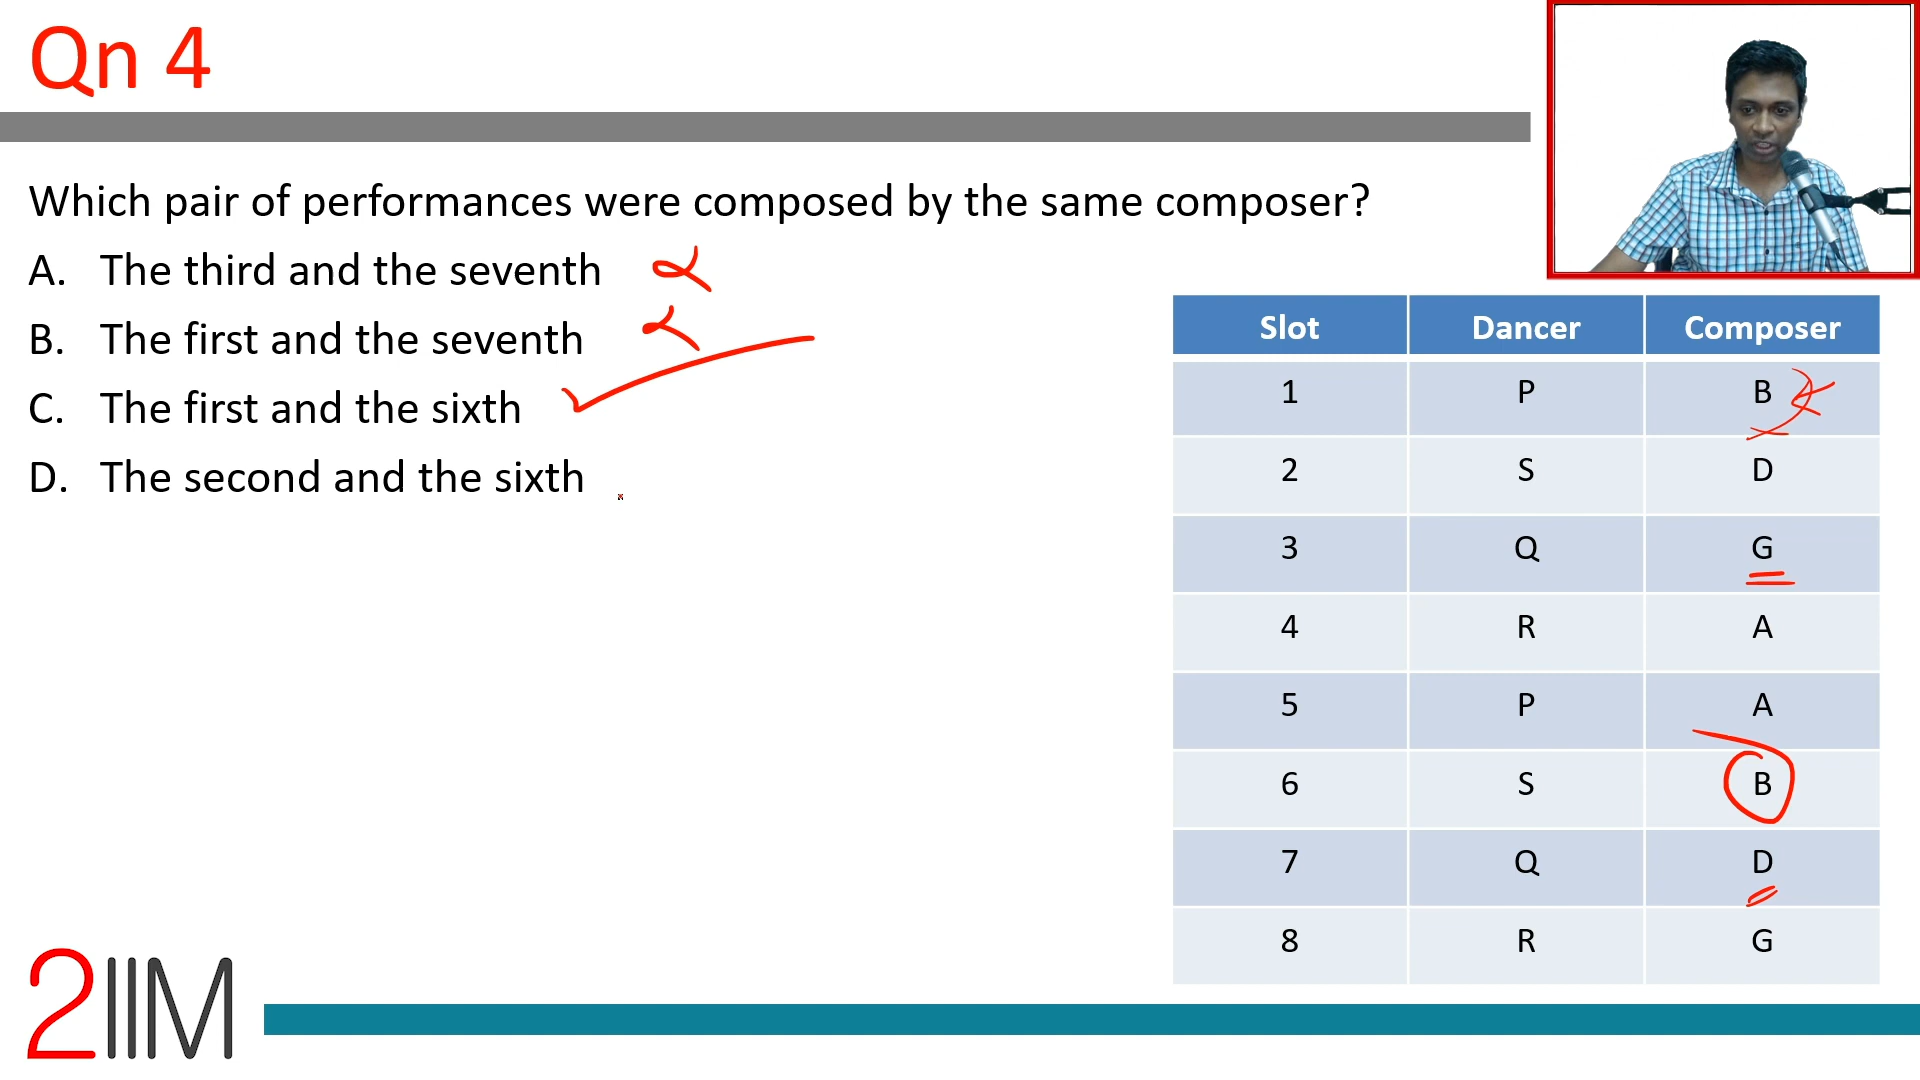 Qn 4
Which pair of performances were composed by the same composer?
A. The third and the seventh
B. The first and the seventh
C. The first and the sixth
D. The second and the sixth
Slot Dancer Composer
1 P B
2 S D
3 Q G
4 R A
5 P A
6 S B
7 Q D
8 R G
2IIM